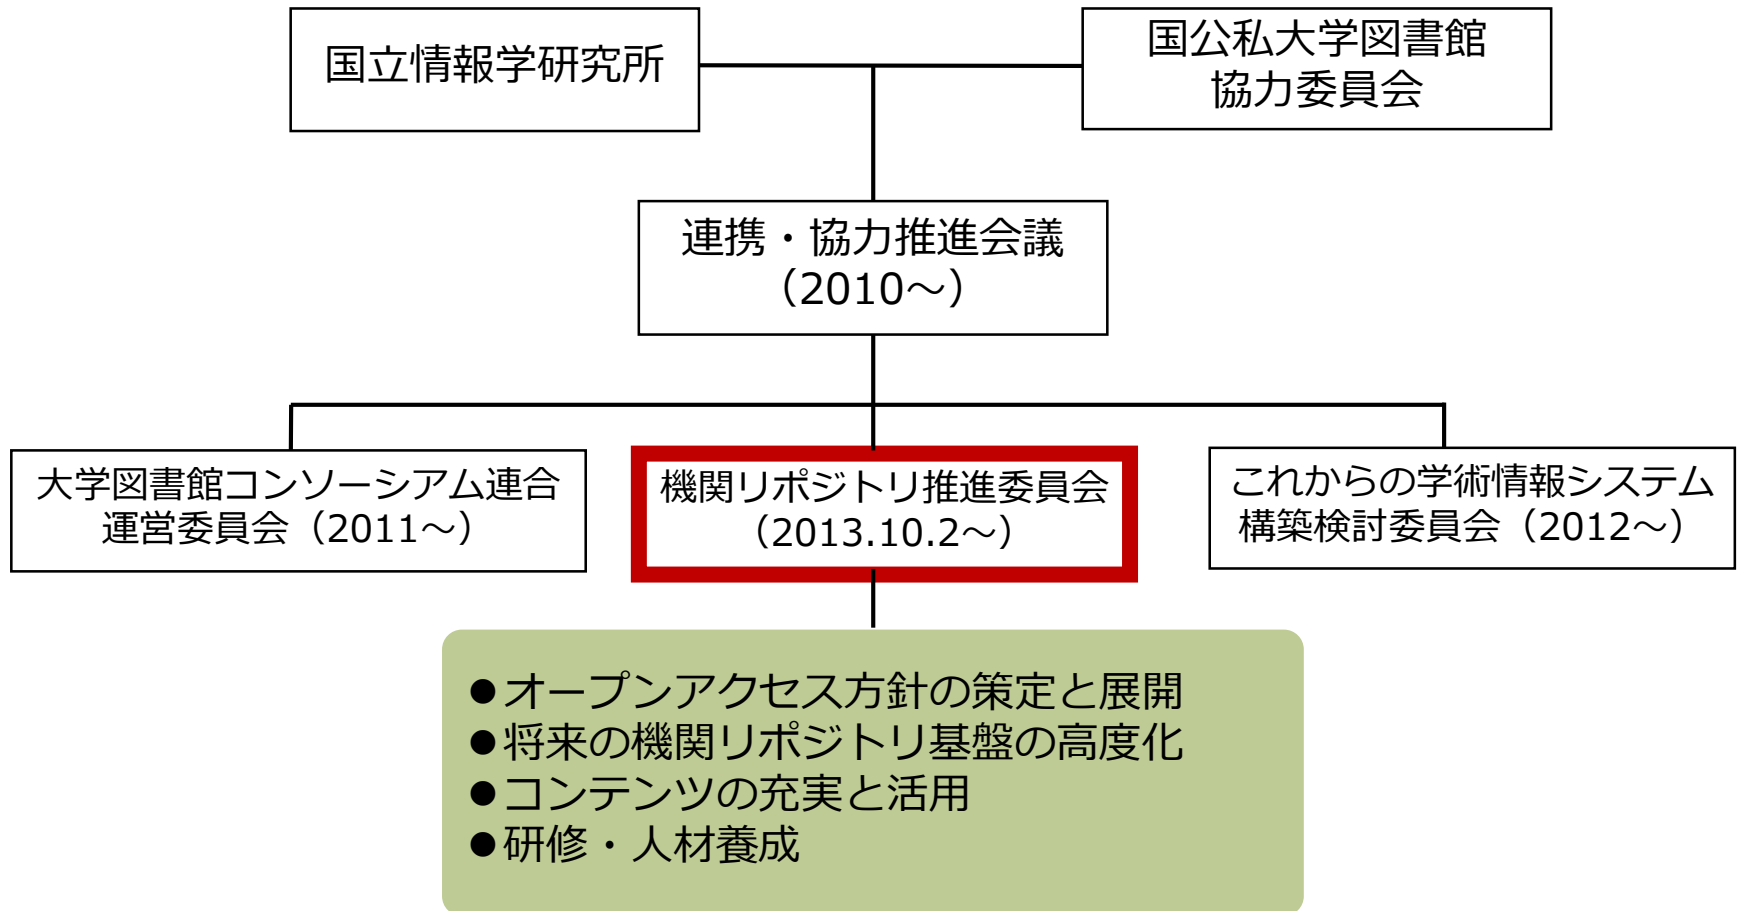 国立情報学研究所
国公私大学図書館
協力委員会
連携・協力推進会議
（2010～）
大学図書館コンソーシアム連合
運営委員会（2011～）
機関リポジトリ推進委員会
（2013.10.2～）
これからの学術情報システム
構築検討委員会（2012～）
●オープンアクセス方針の策定と展開
●将来の機関リポジトリ基盤の高度化
●コンテンツの充実と活用
●研修・人材養成